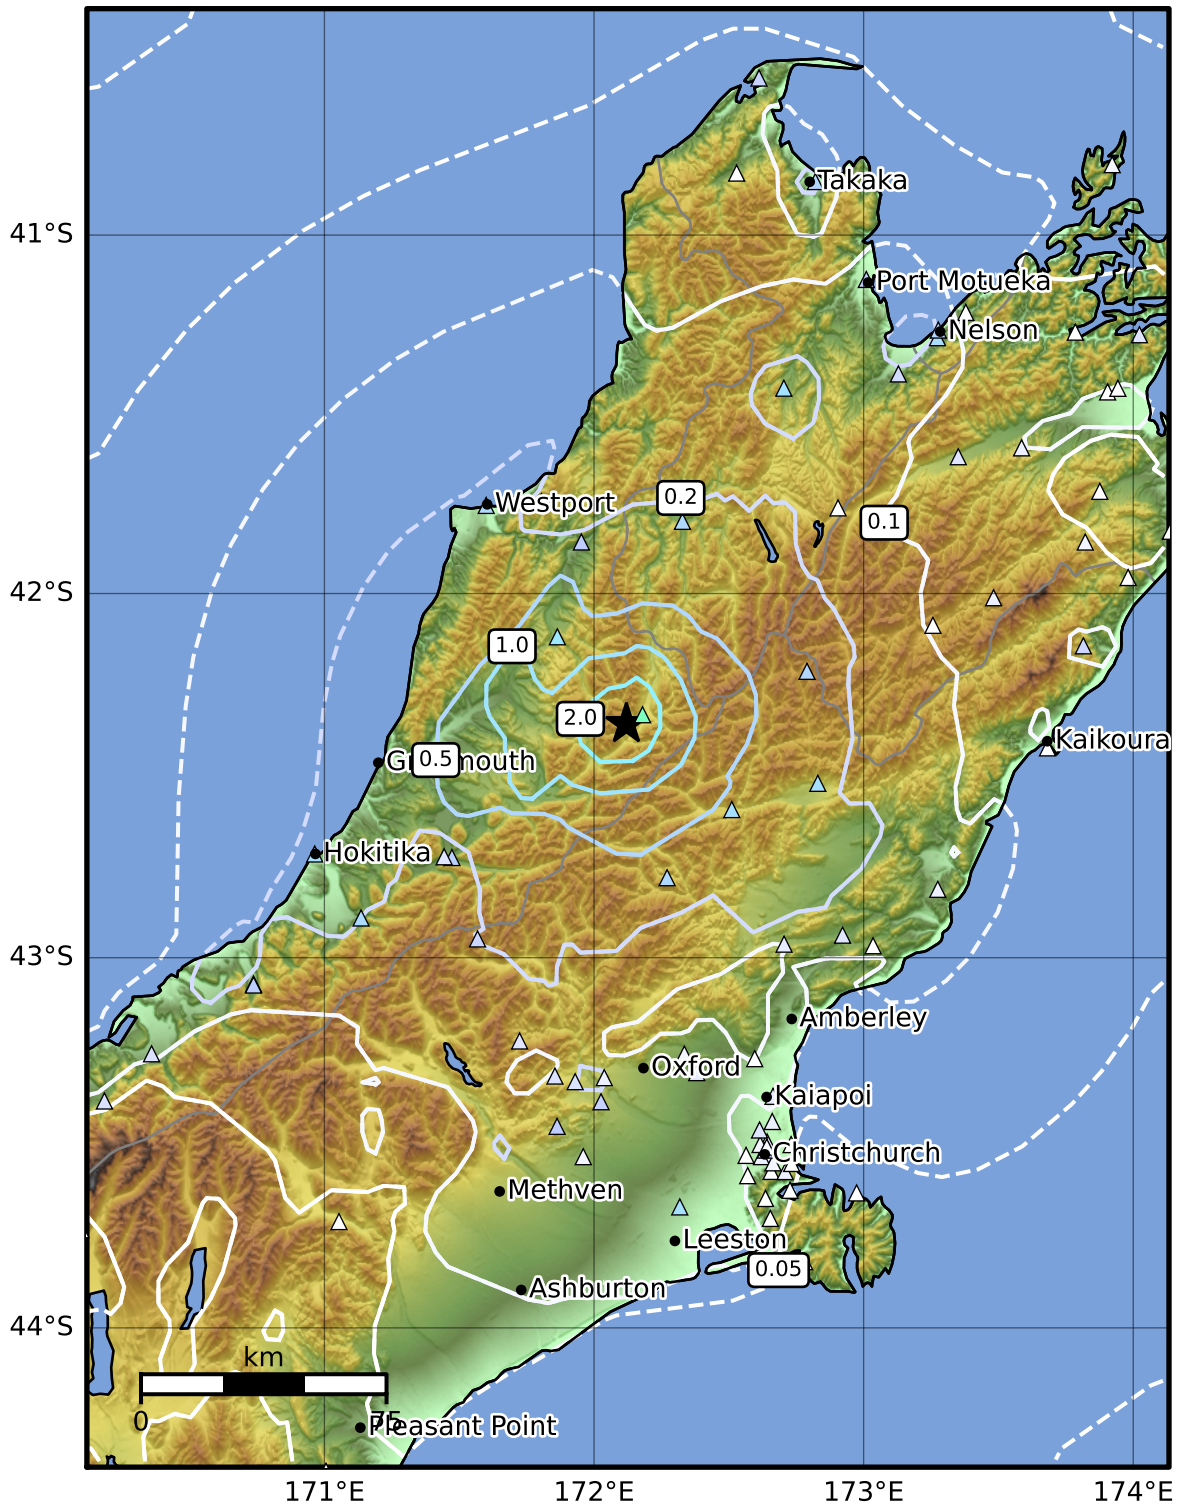 Takaka
41°S
Port Motueka
Nelson
Westport
0.2
0.1
42°S
1.0
2.0
Kaikoura
0.5
Hokitika
43°S
Amberley
Oxford
Kaiapoi
Christchurch
Methven
Leeston
0.05
Ashburton
44°S
km
0
75
Pleasant Point
171°E
172°E
173°E
174°E